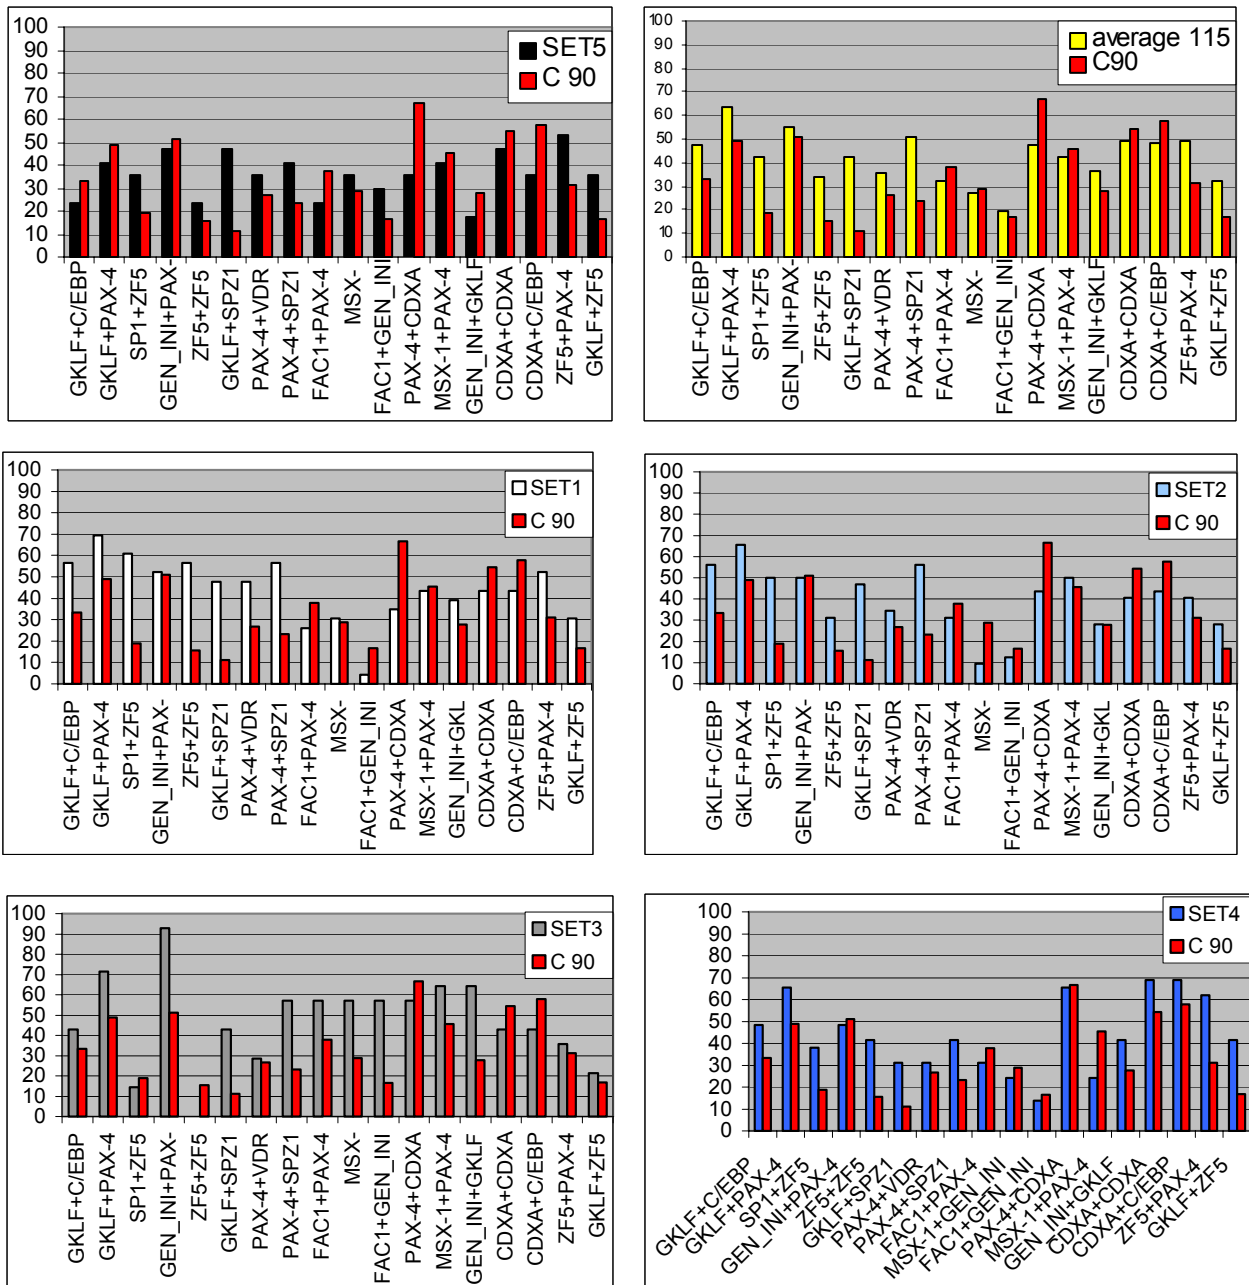 100
90
80
70
60
50
40
30
20
10
0
SET5
C 90
GKLF+C/EBP
GKLF+PAX-4
SP1+ZF5
GEN_INI+PAX-
ZF5+ZF5
GKLF+SPZ1
PAX-4+VDR
PAX-4+SPZ1
FAC1+PAX-4
MSX-
FAC1+GEN_INI
PAX-4+CDXA
MSX-1+PAX-4
GEN_INI+GKLF
CDXA+CDXA
CDXA+C/EBP
ZF5+PAX-4
GKLF+ZF5
100
90
80
70
60
50
40
30
20
10
0
average 115
C90
GKLF+C/EBP
GKLF+PAX-4
SP1+ZF5
GEN_INI+PAX-
ZF5+ZF5
GKLF+SPZ1
PAX-4+VDR
PAX-4+SPZ1
FAC1+PAX-4
MSX-
FAC1+GEN_INI
PAX-4+CDXA
MSX-1+PAX-4
GEN_INI+GKLF
CDXA+CDXA
CDXA+C/EBP
ZF5+PAX-4
GKLF+ZF5
100
90
80
70
60
50
40
30
20
10
0
SET1
C 90
GKLF+C/EBP
GKLF+PAX-4
SP1+ZF5
GEN_INI+PAX-
ZF5+ZF5
GKLF+SPZ1
PAX-4+VDR
PAX-4+SPZ1
FAC1+PAX-4
MSX-
FAC1+GEN_INI
PAX-4+CDXA
MSX-1+PAX-4
GEN_INI+GKL
CDXA+CDXA
CDXA+C/EBP
ZF5+PAX-4
GKLF+ZF5
100
90
80
70
60
50
40
30
20
10
0
SET2
C 90
GKLF+C/EBP
GKLF+PAX-4
SP1+ZF5
GEN_INI+PAX-
ZF5+ZF5
GKLF+SPZ1
PAX-4+VDR
PAX-4+SPZ1
FAC1+PAX-4
MSX-
FAC1+GEN_INI
PAX-4+CDXA
MSX-1+PAX-4
GEN_INI+GKL
CDXA+CDXA
CDXA+C/EBP
ZF5+PAX-4
GKLF+ZF5
100
90
80
70
60
50
40
30
20
10
0
SET3
C 90
GKLF+C/EBP
GKLF+PAX-4
SP1+ZF5
GEN_INI+PAX-
ZF5+ZF5
GKLF+SPZ1
PAX-4+VDR
PAX-4+SPZ1
FAC1+PAX-4
MSX-
FAC1+GEN_INI
PAX-4+CDXA
MSX-1+PAX-4
GEN_INI+GKLF
CDXA+CDXA
CDXA+C/EBP
ZF5+PAX-4
GKLF+ZF5
100
90
80
70
60
50
40
30
20
10
0
SET4
C 90
GKLF+C/EBP
GKLF+PAX-4
SP1+ZF5
GEN_INI+PAX-4
ZF5+ZF5
GKLF+SPZ1
PAX-4+VDR
PAX-4+SPZ1
FAC1+PAX-4
MSX-1+GEN_INI
FAC1+GEN_INI
PAX-4+CDXA
MSX-1+PAX-4
GEN_INI+GKLF
CDXA+CDXA
CDXA+C/EBP
ZF5+PAX-4
GKLF+ZF5